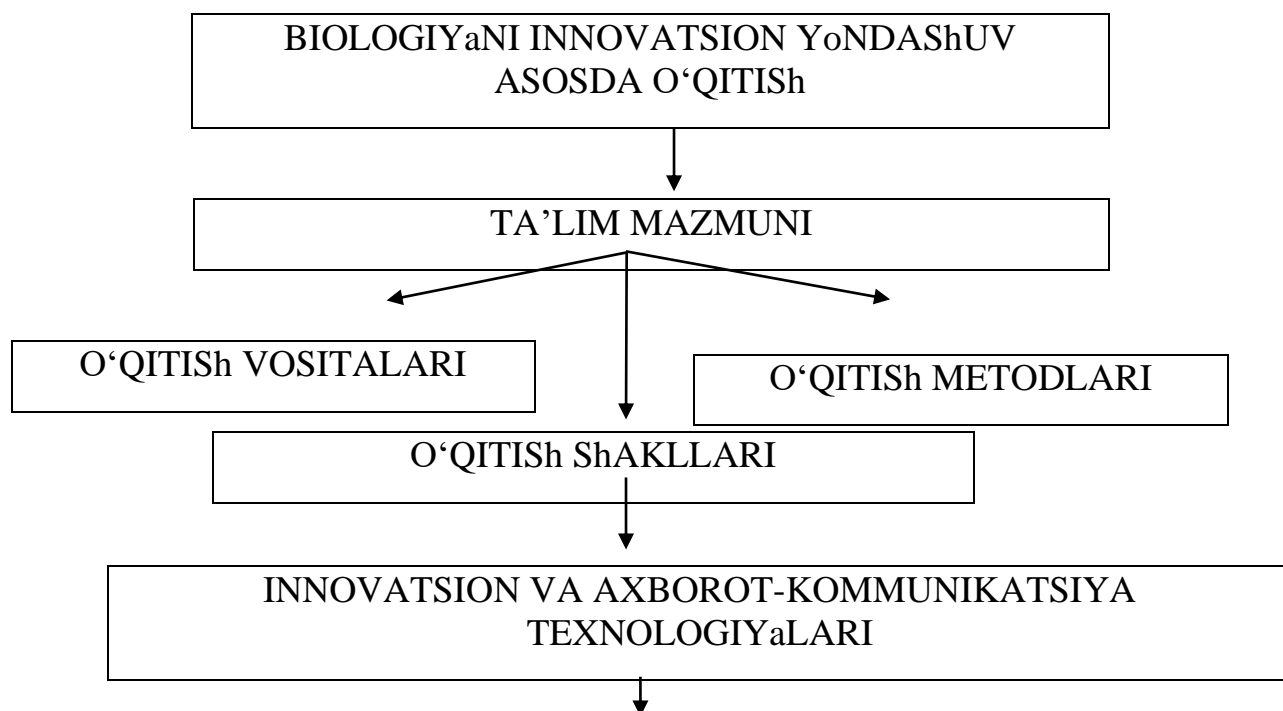 BIOLOGIYaNI INNOVATSION YoNDAShUV
ASOSDA O‘QITISh
TA’LIM MAZMUNI
O‘QITISh VOSITALARI
O‘QITISh METODLARI
O‘QITISh ShAKLLARI
INNOVATSION VA AXBOROT-KOMMUNIKATSIYA
TEXNOLOGIYaLARI